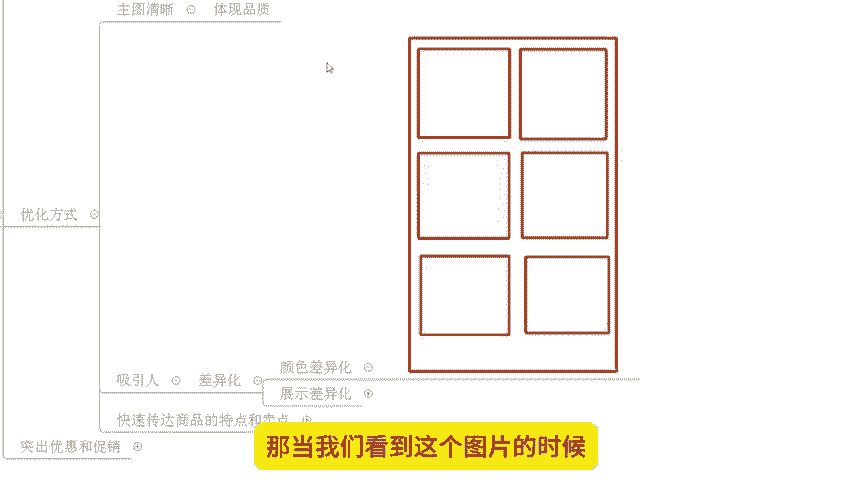 主图清晰 体现品质
优化方式
颜色差异化
吸引人 差异化
展示差异化
快速传达商品的特点和卖点
突出优惠和促销
那当我们看到这个图片的时候